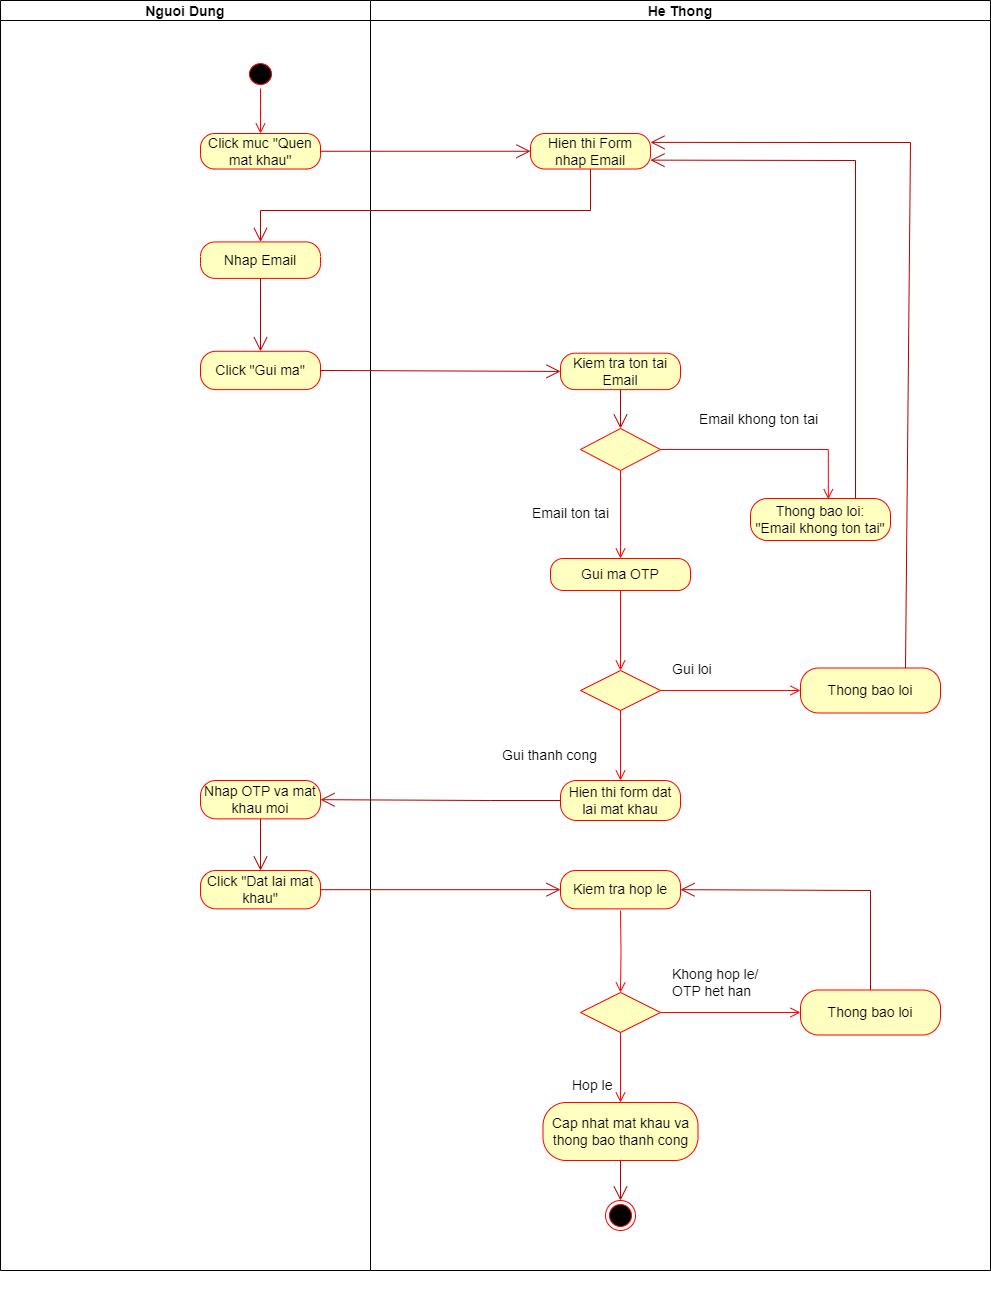 Nguoi Dung
He Thong
Click muc "Quen
mat khau"
Hien thi Form
nhap Email
Nhap Email
Click "Gui ma"
Kiem tra ton tai
Email
Email khong ton tai
Thong bao loi:
"Email khong ton tai"
Email ton tai
Gui ma OTP
Gui loi
Thong bao loi
Gui thanh cong
Nhap OTP va mat
khau moi
Hien thi form dat
lai mat khau
Click "Dat lai mat
khau"
Kiem tra hop le
Khong hop le/
OTP het han
Thong bao loi
Hop le
Cap nhat mat khau va
thong bao thanh cong